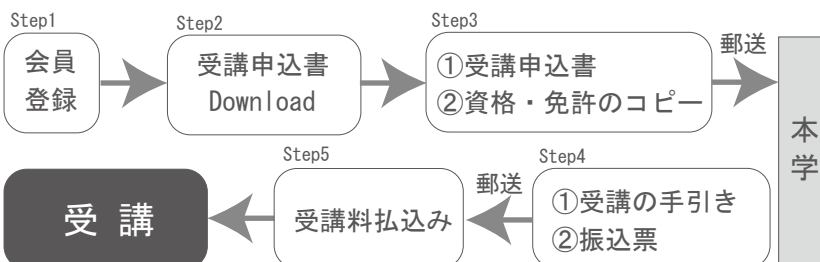 Step1
会員
登録
Step2
受講申込書
Download
Step3
①受講申込書
②資格・免許のコピー
郵送
本学
Step4
①受講の手引き
②振込票
郵送
Step5
受講料払込み
受 講